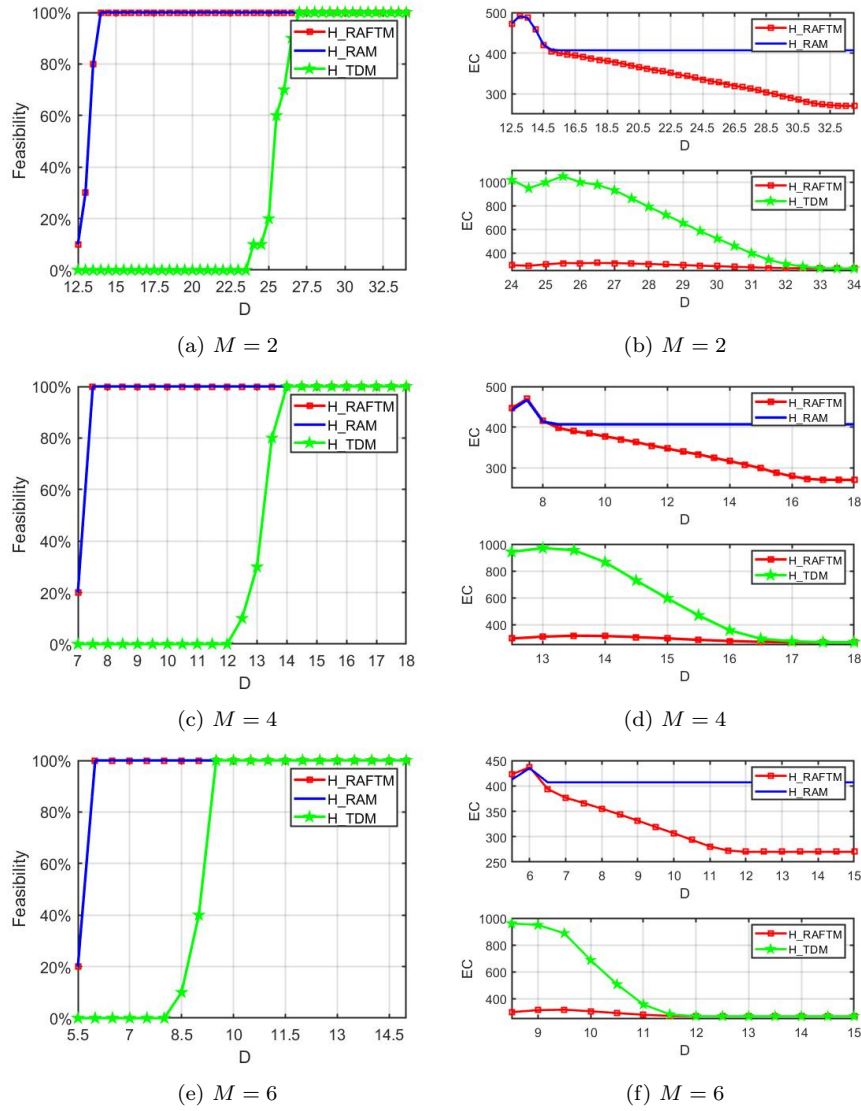 100%
80%
60%
40%
20%
0%
Feasibility
12.5 15 17.5 20 22.5 25 27.5 30 32.5
D
H_RAFTM
H_RAM
H_TDM
(a) M = 2
500
400
300
EC
12.5 14.5 16.5 18.5 20.5 22.5 24.5 26.5 28.5 30.5 32.5
D
H_RAFTM
H_RAM
1000
800
600
400
EC
24 25 26 27 28 29 30 31 32 33 34
D
H_RAFTM
H_TDM
(b) M = 2
100%
80%
60%
40%
20%
0%
Feasibility
7 8 9 10 11 12 13 14 15 16 17 18
D
H_RAFTM
H_RAM
H_TDM
(c) M = 4
500
400
300
EC
8 10 12 14 16 18
D
H_RAFTM
H_RAM
1000
800
600
400
EC
13 14 15 16 17 18
D
H_RAFTM
H_TDM
(d) M = 4
100%
80%
60%
40%
20%
0%
Feasibility
5.5 7 8.5 10 11.5 13 14.5
D
H_RAFTM
H_RAM
H_TDM
(e) M = 6
450
400
350
300
250
EC
6 7 8 9 10 11 12 13 14 15
D
H_RAFTM
H_RAM
1000
800
600
400
EC
9 10 11 12 13 14 15
D
H_RAFTM
H_TDM
(f) M = 6